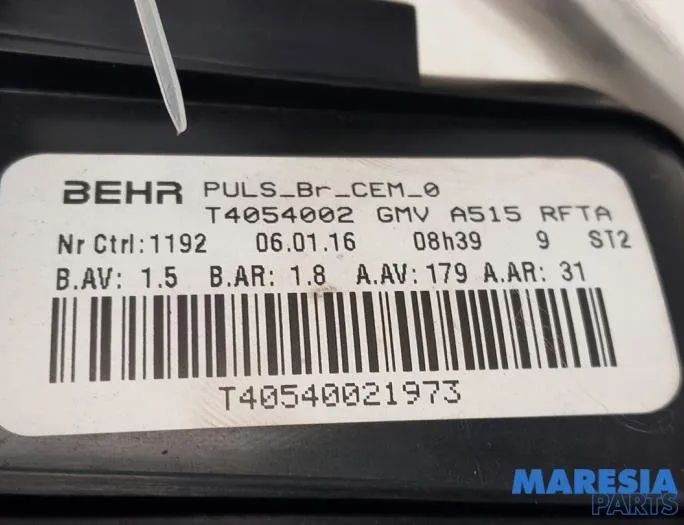 BEHR PULS_Br_CEM_0
T4054002 GMV A515 RFTA
Nr Ctrl:1192 06.01.16 08h39 9 ST2
B.AV: 1.5 B.AR: 1.8 A.AV:179 A.AR: 31
T40540021973
MARESIA
PARTS